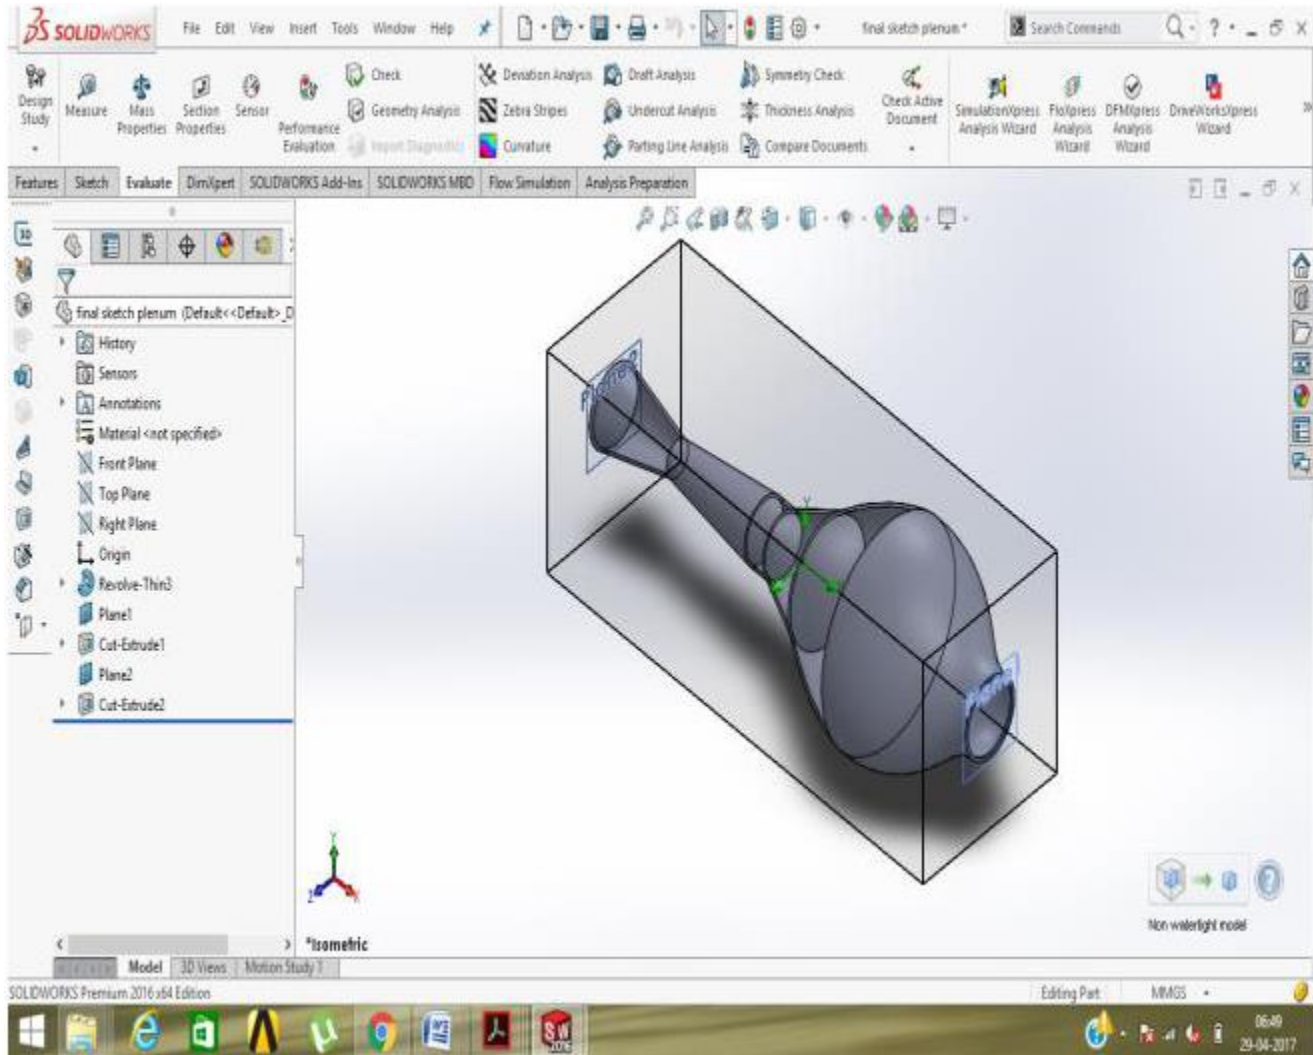 SOLIDWORKS File Edit View Insert Tools Window Help final sketch plenum * Search Commands
Design Study
Measure
Mass Properties
Section Properties
Sensor
Performance Evaluation
Check
Geometry Analysis
Import Diagnostics
Deviation Analysis
Zebra Stripes
Curvature
Draft Analysis
Undercut Analysis
Parting Line Analysis
Symmetry Check
Thickness Analysis
Compare Documents
Check Active Document
SimulationXpress Analysis Wizard
FloXpress Analysis Wizard
DFMXpress Analysis Wizard
DriveWorksXpress Wizard
Features Sketch Evaluate DimXpert SOLIDWORKS Add-Ins SOLIDWORKS MBD Flow Simulation Analysis Preparation
final sketch plenum (Default<<Default>_D
History
Sensors
Annotations
Material <not specified>
Front Plane
Top Plane
Right Plane
Origin
Revolve-Thin3
Plane1
Cut-Extrude1
Plane2
Cut-Extrude2
Plane2
Y
Y
Z
X
*Isometric
Non watertight model
Model 3D Views Motion Study 1
SOLIDWORKS Premium 2016 x64 Edition Editing Part MMGS
SW
2016
06:49
29-04-2017